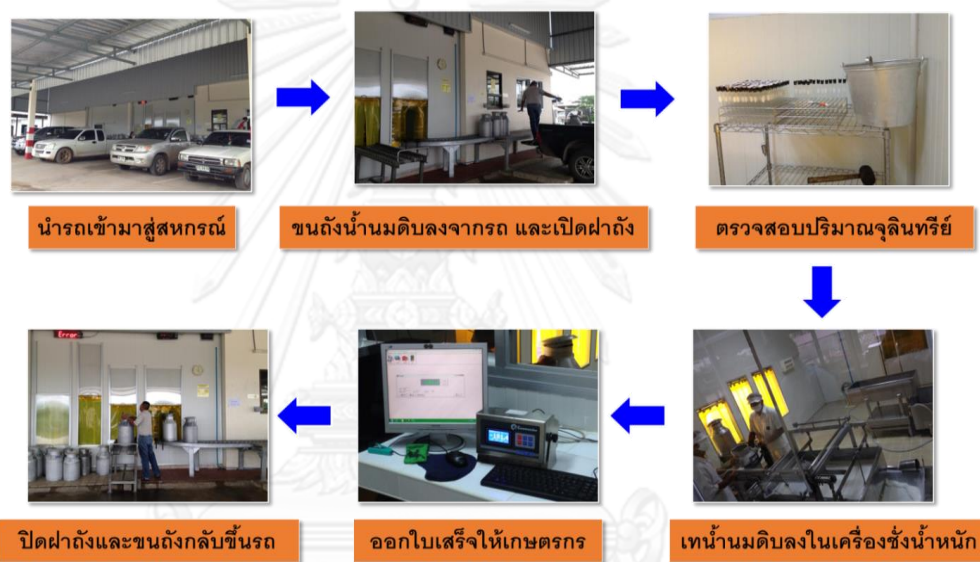 นำรถเข้ามาสู่สหกรณ์
ขนถังน้ำนมดิบลงจากรถ และเปิดฝาถัง
ตรวจสอบปริมาณจุลินทรีย์
เทน้ำนมดิบลงในเครื่องชั่งน้ำหนัก
ออกใบเสร็จให้เกษตรกร
ปิดฝาถังและขนถังกลับขึ้นรถ
Error